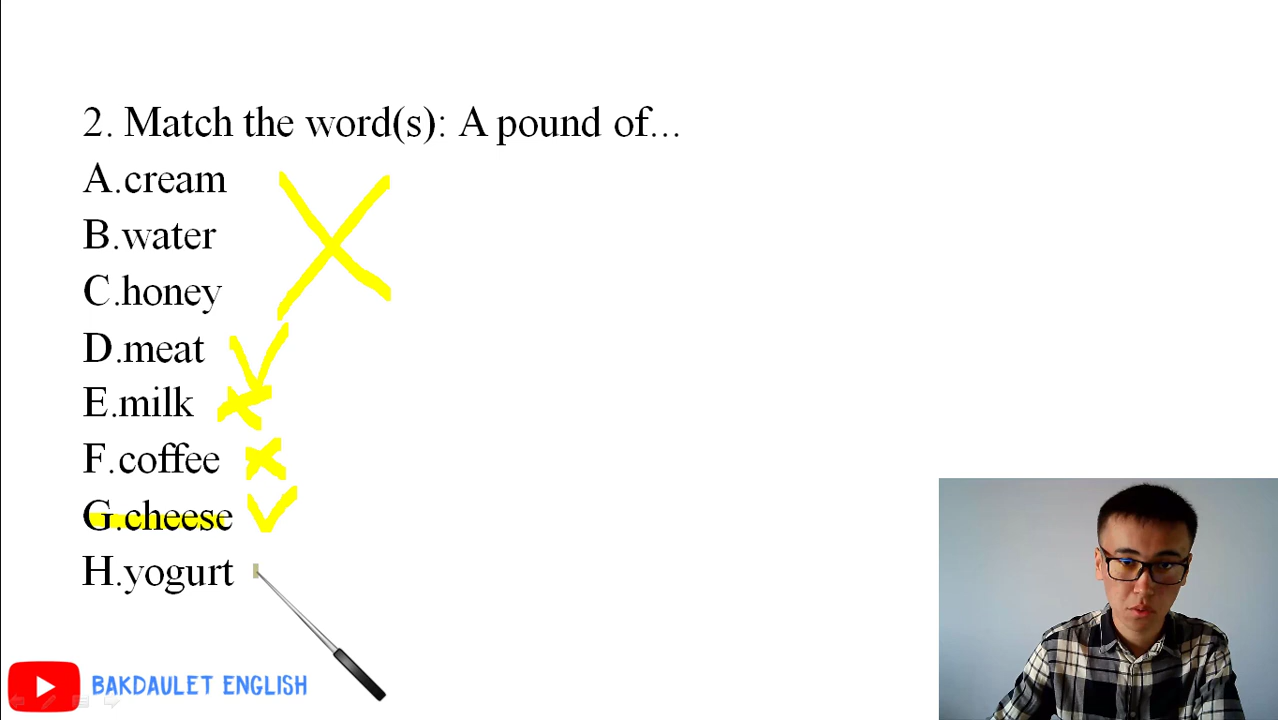 2. Match the word(s): A pound of...
A.cream
B.water
C.honey
D.meat
E.milk
F.coffee
G.cheese
H.yogurt
BAKDAULET ENGLISH